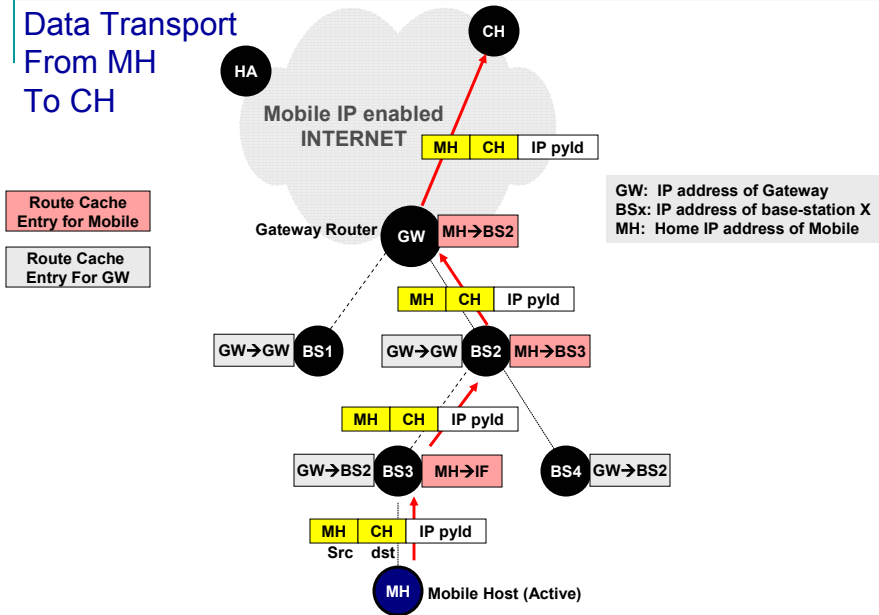 Data Transport
From MH
To CH
CH
HA
Mobile IP enabled
INTERNET
MH CH IP pyld
Route Cache
Entry for Mobile
Route Cache
Entry For GW
GW: IP address of Gateway
BSx: IP address of base-station X
MH: Home IP address of Mobile
Gateway Router
GW
MH→BS2
MH CH IP pyld
GW→GW
BS1
GW→GW
BS2
MH→BS3
MH CH IP pyld
GW→BS2
BS3
MH→IF
BS4
GW→BS2
MH CH IP pyld
Src dst
MH
Mobile Host (Active)